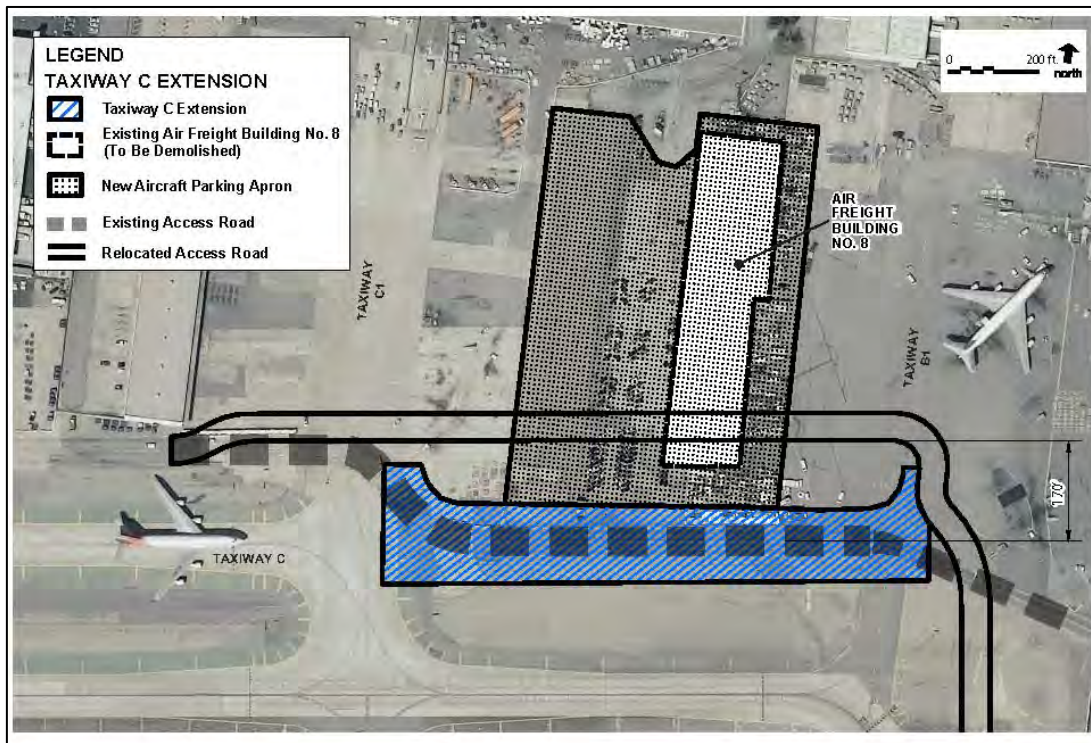 LEGEND
TAXIWAY C EXTENSION
Taxiway C Extension
Existing Air Freight Building No. 8
(To Be Demolished)
New Aircraft Parking Apron
Existing Access Road
Relocated Access Road
0 200 ft.
north
AIR
FREIGHT
BUILDING
NO. 8
TAXIWAY
C1
TAXIWAY
B1
170'
TAXIWAY C